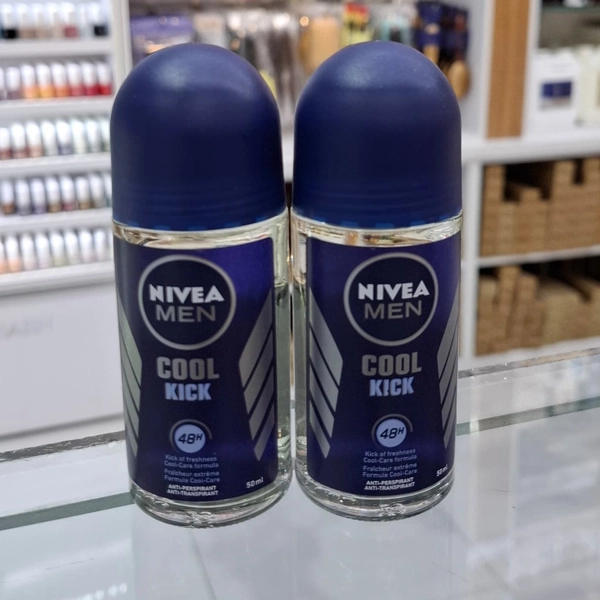 NIVEA
MEN
COOL
KICK
48H
Kick of freshness
Cool-Care formula
Fraîcheur extrême
Formule Cool-Care
ANTI-PERSPIRANT
ANTI-TRANSPIRANT
50ml
NIVEA
MEN
COOL
KICK
48H
Kick of freshness
Cool-Care formula
Fraîcheur extrême
Formule Cool-Care
ANTI-PERSPIRANT
ANTI-TRANSPIRANT
50ml